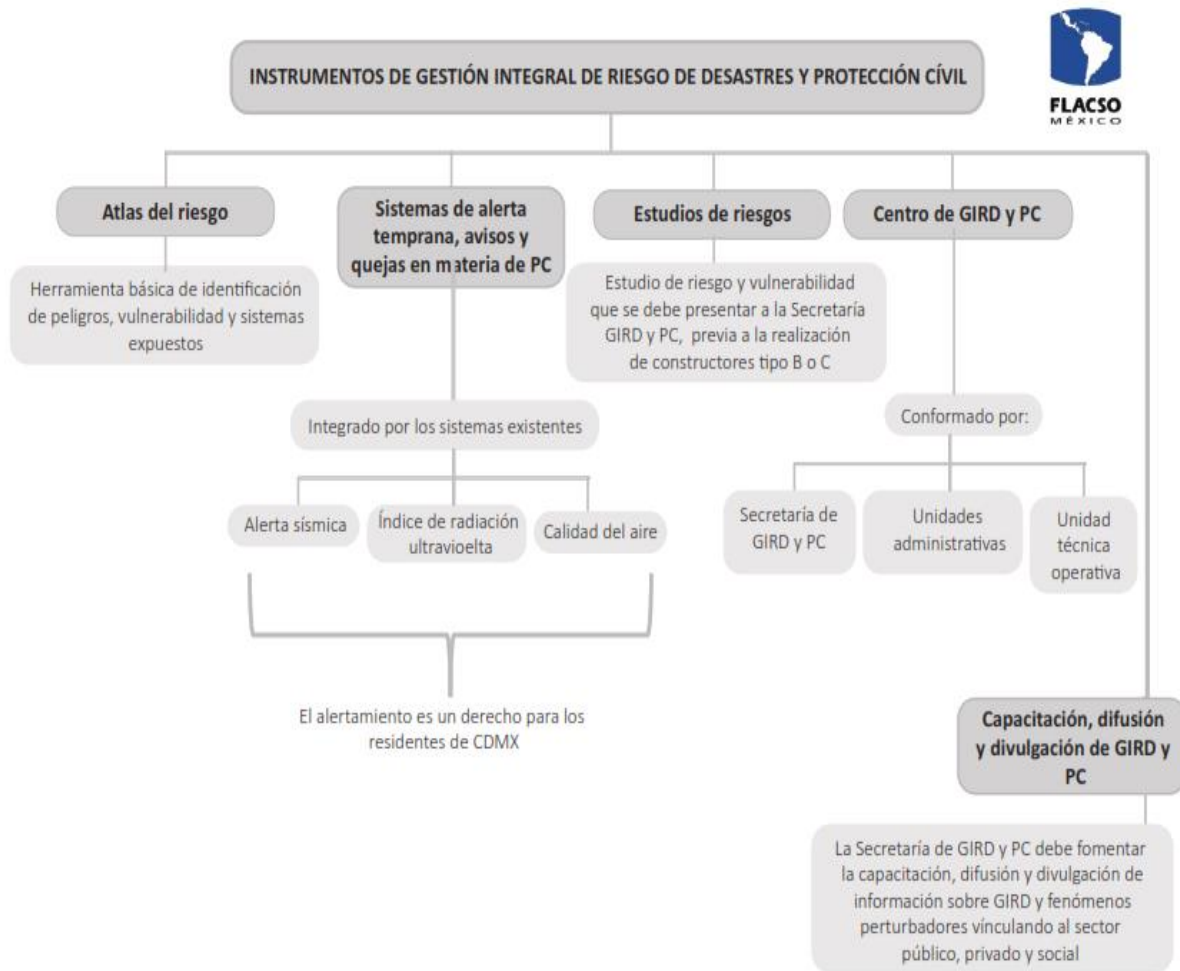 INSTRUMENTOS DE GESTIÓN INTEGRAL DE RIESGO DE DESASTRES Y PROTECCIÓN CÍVIL
FLACSO
MÉXICO
Atlas del riesgo
Herramienta básica de identificación
de peligros, vulnerabilidad y sistemas
expuestos
Sistemas de alerta
temprana, avisos y
quejas en materia de PC
Integrado por los sistemas existentes
Alerta sísmica
Índice de radiación
ultravioelta
Calidad del aire
El alertamiento es un derecho para los
residentes de CDMX
Estudios de riesgos
Estudio de riesgo y vulnerabilidad
que se debe presentar a la Secretaría
GIRD y PC, previa a la realización
de constructores tipo B o C
Centro de GIRD y PC
Conformado por:
Secretaría de
GIRD y PC
Unidades
administrativas
Unidad
técnica
operativa
Capacitación, difusión
y divulgación de GIRD y
PC
La Secretaría de GIRD y PC debe fomentar
la capacitación, difusión y divulgación de
información sobre GIRD y fenómenos
perturbadores vínculando al sector
público, privado y social